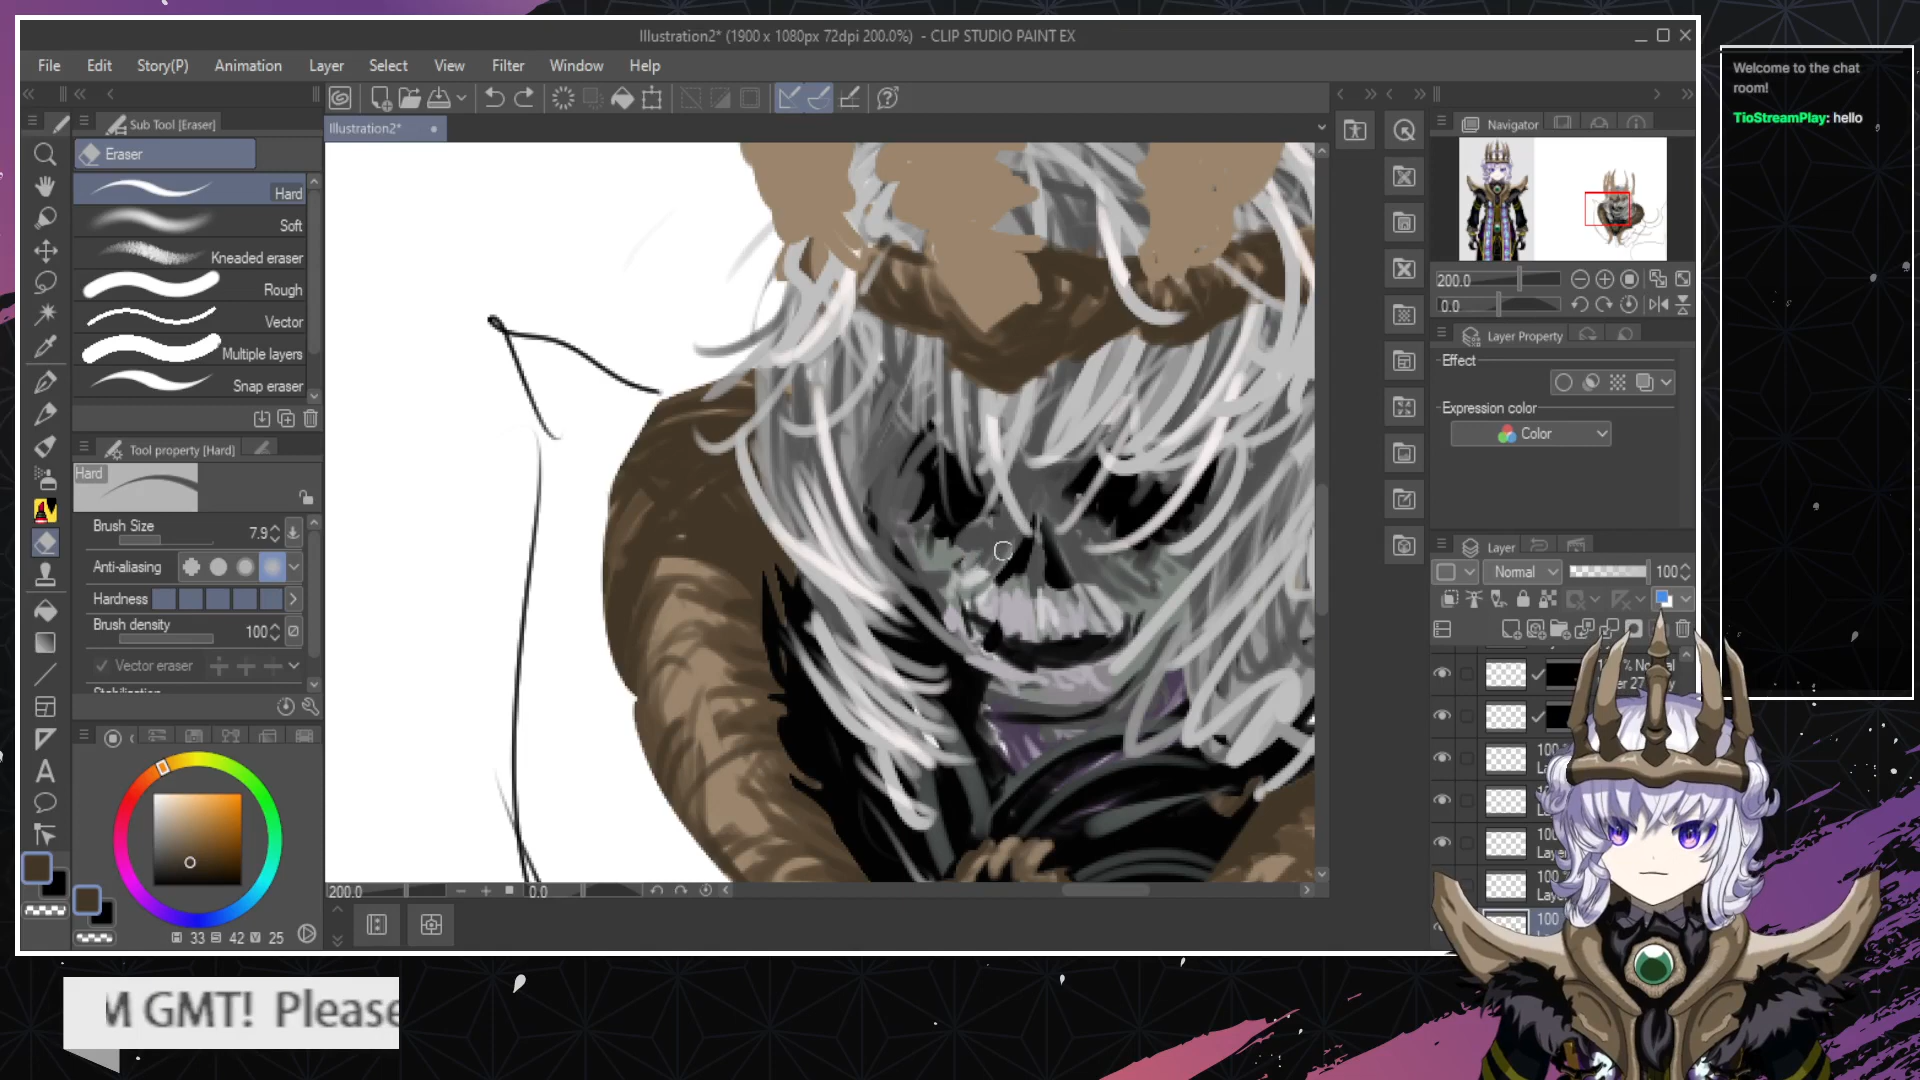 Illustration2* (1900 x 1080px 72dpi 200.0%) - CLIP STUDIO PAINT EX
File Edit Story(P) Animation Layer Select View Filter Window Help
Sub Tool [Eraser]
Eraser
Hard
Soft
Kneaded eraser
Rough
Vector
Multiple layers
Snap eraser
Tool property [Hard]
Hard
Brush Size 7.9
Anti-aliasing
Hardness
Brush density 100
Vector eraser
33 42 25
Illustration2*
200.0 0.0
Navigator
200.0
0.0
Layer Property
Effect
Expression color
Color
Layer
Normal 100
100
100
100
100
Welcome to the chat
room!
TioStreamPlay: hello
M GMT! Please